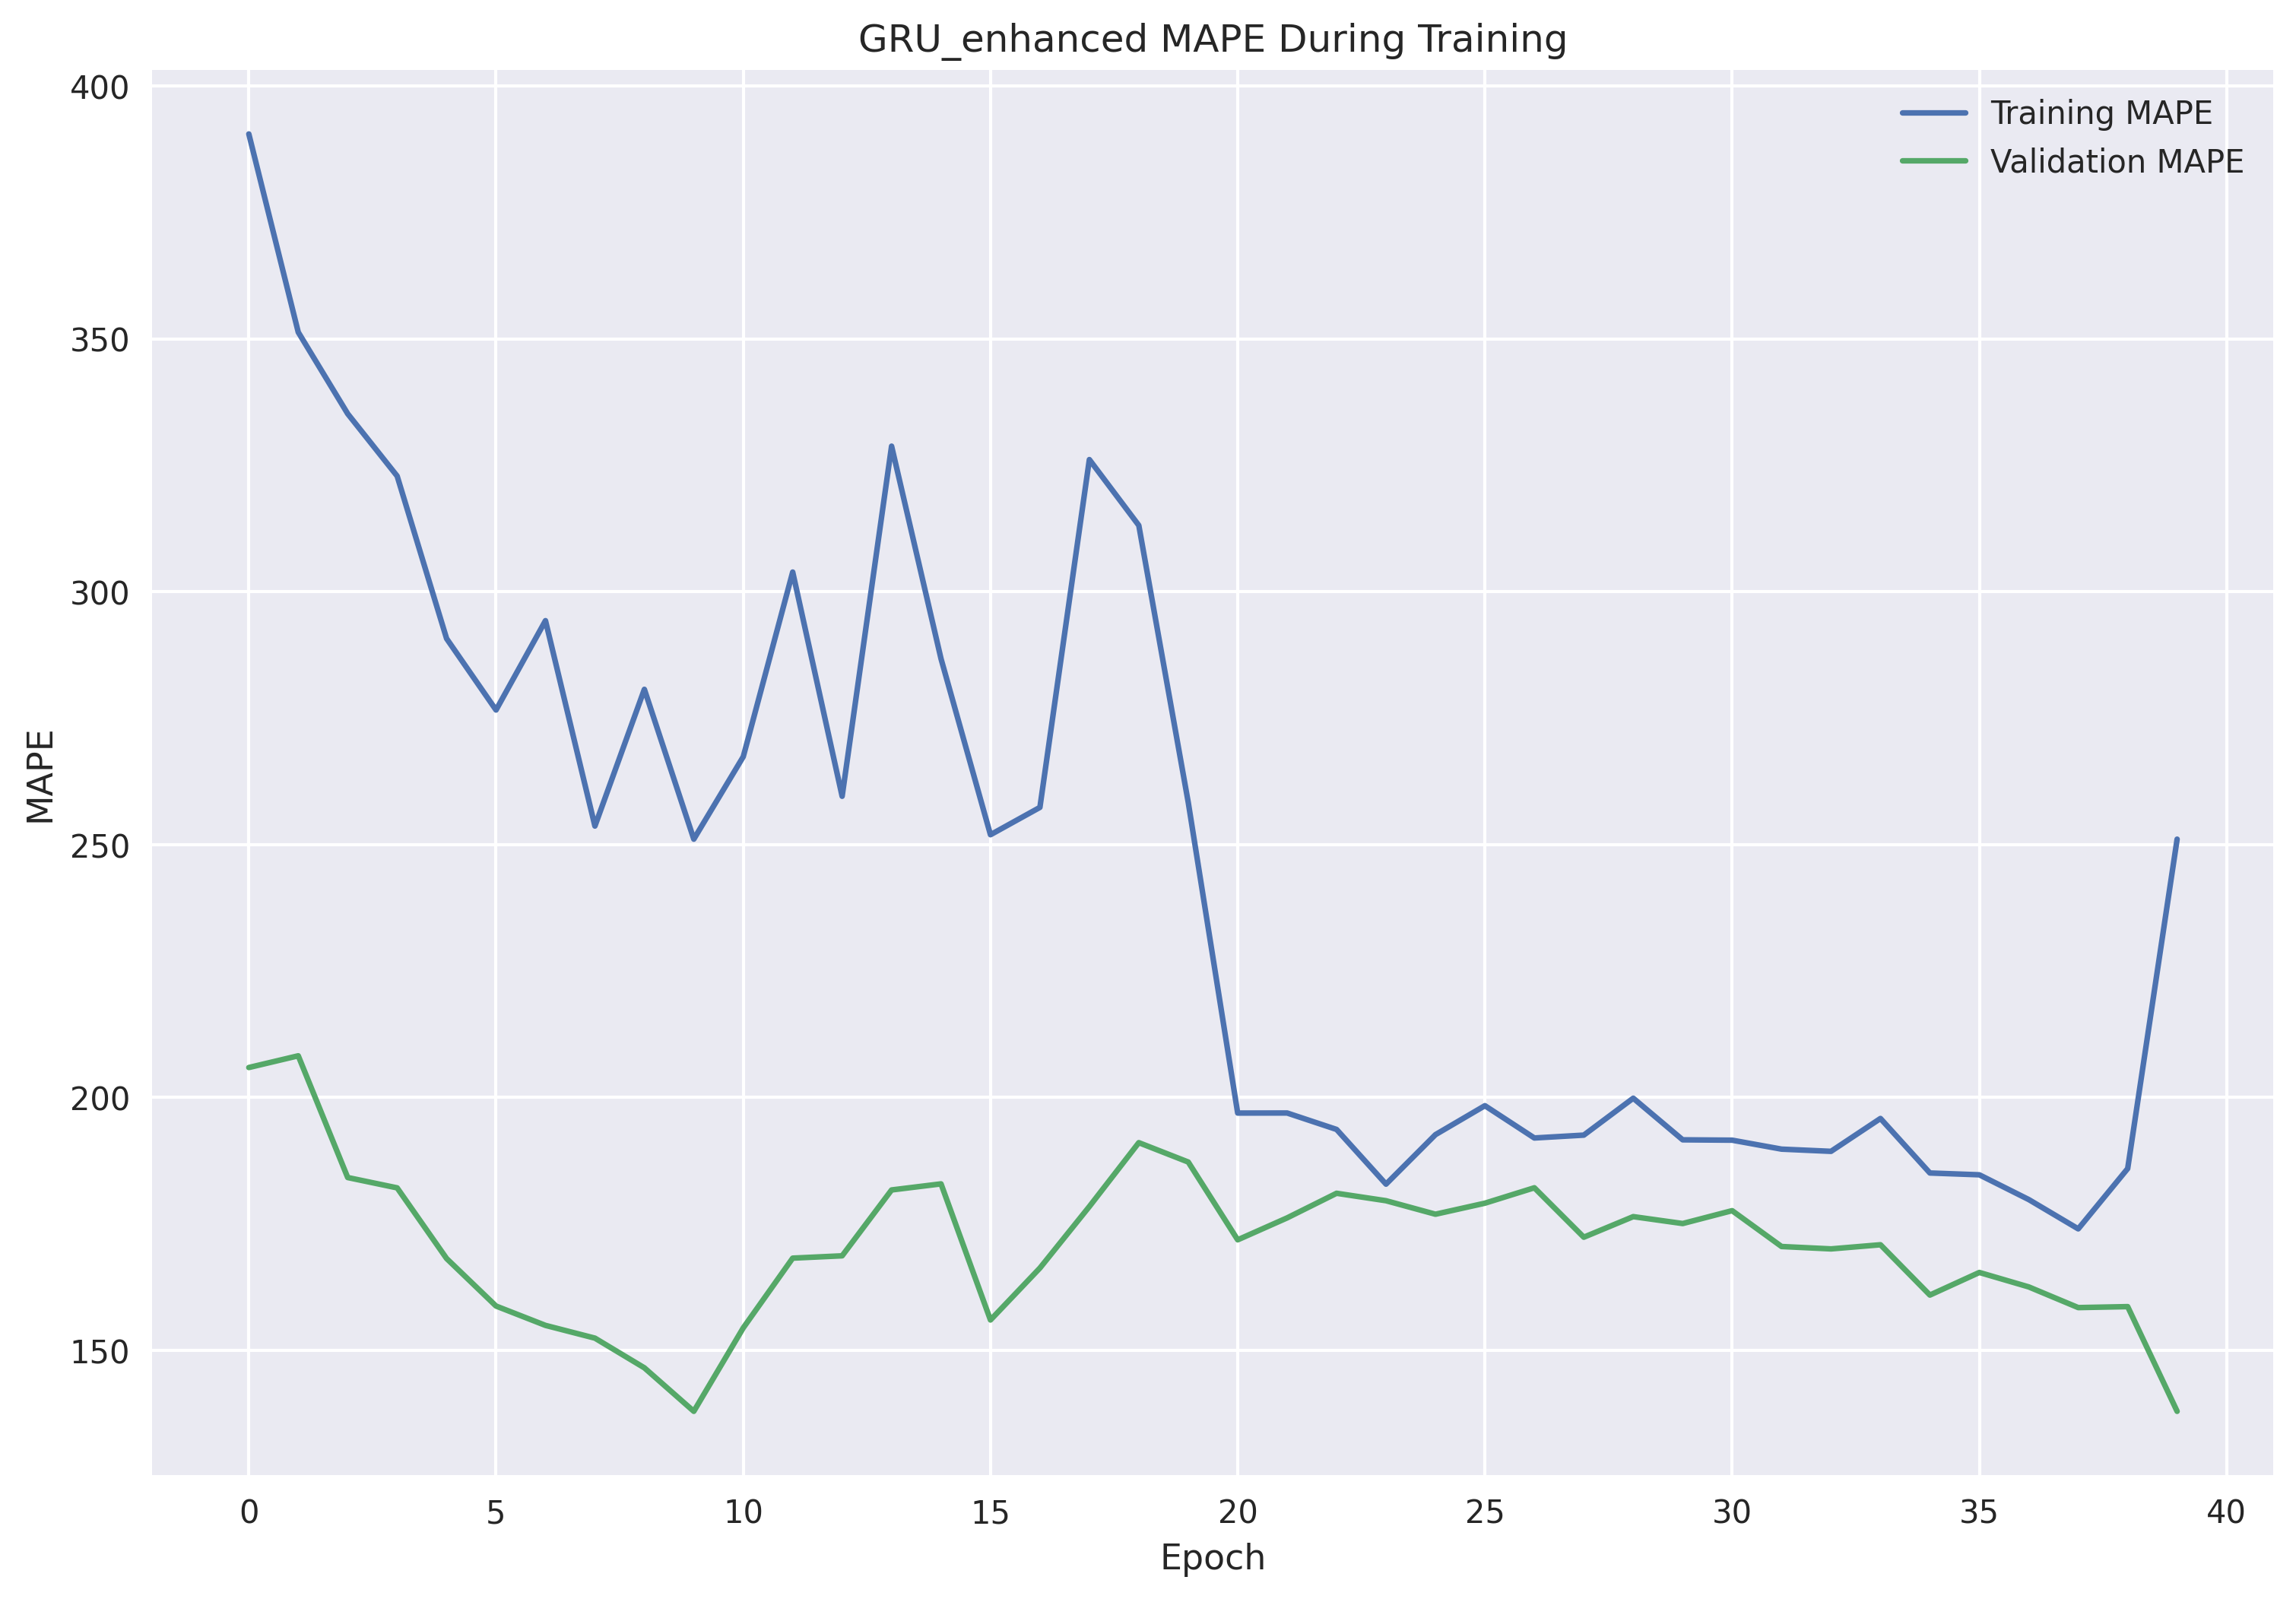 GRU_enhanced MAPE During Training
Training MAPE
Validation MAPE
MAPE
400
350
300
250
200
150
0 5 10 15 20 25 30 35 40
Epoch